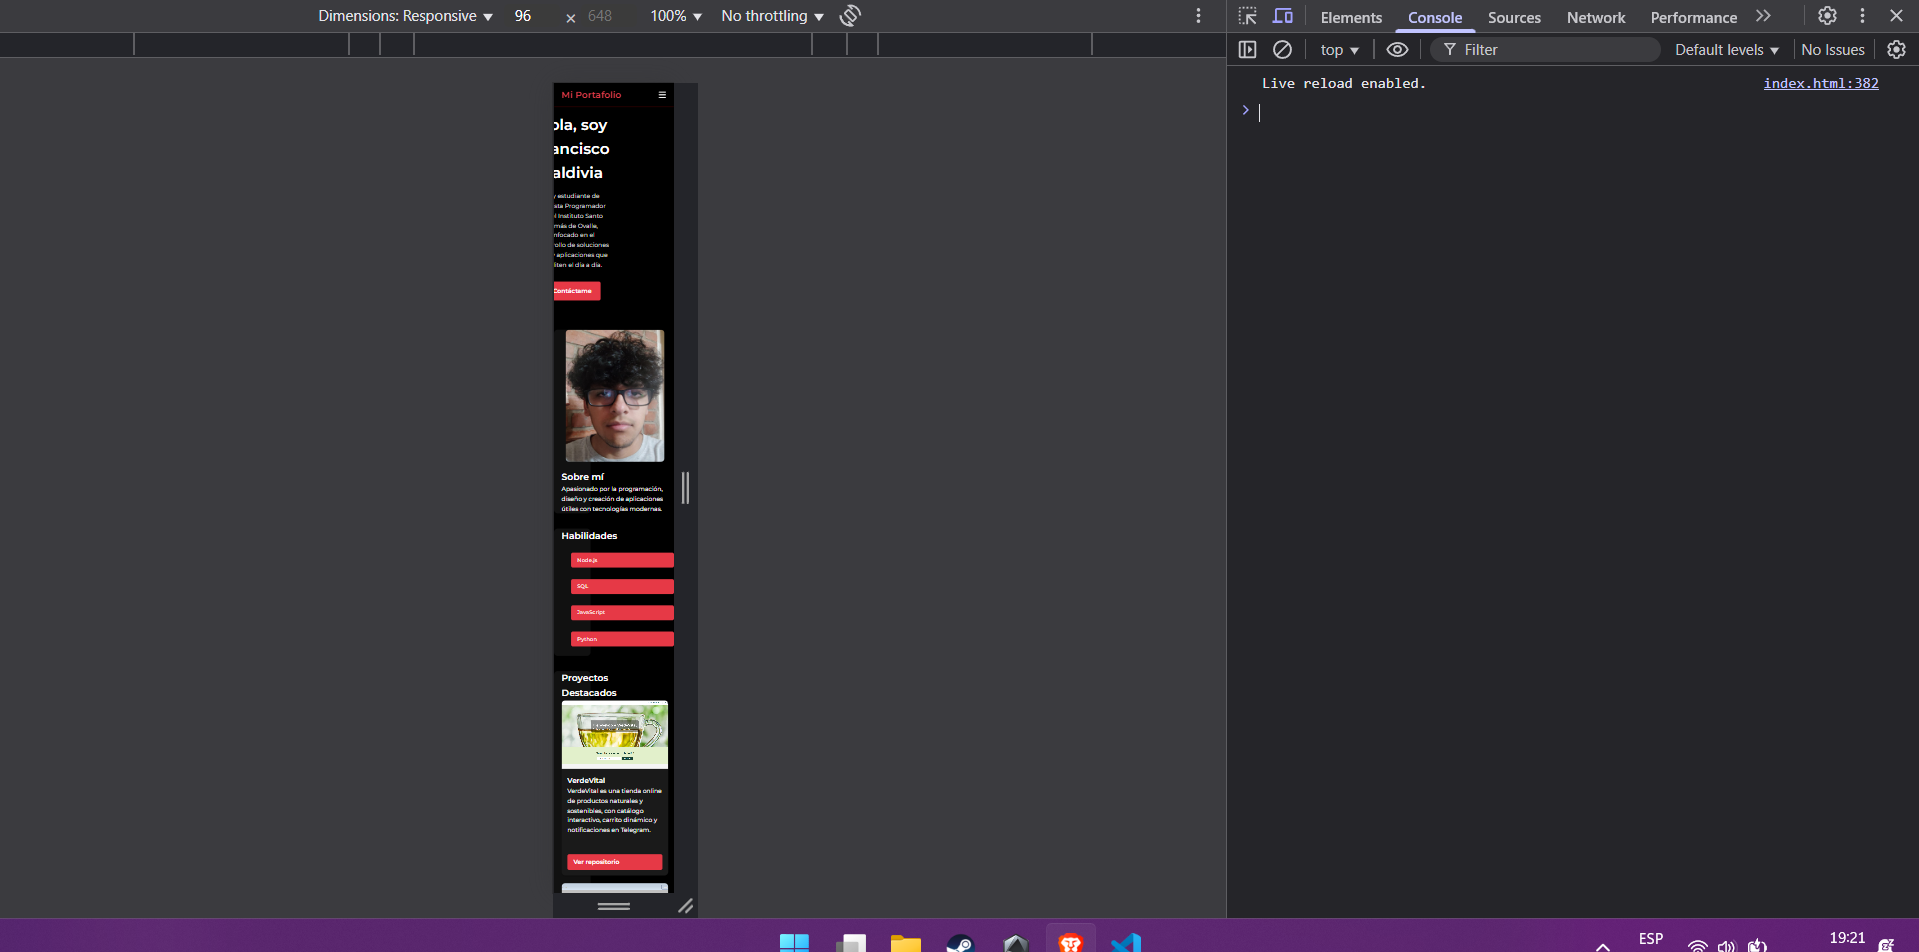 Dimensions: Responsive 96 × 648 100% No throttling
Elements Console Sources Network Performance
top Filter Default levels No Issues
Live reload enabled. index.html:382
Mi Portafolio
ola, soy
ancisco
aldivia
y estudiante de
sta Programador
l Instituto Santo
más de Ovalle,
nfocado en el
rollo de soluciones
y aplicaciones que
litan el día a día.
Contáctame
Sobre mí
Apasionado por la programación,
diseño y creación de aplicaciones
útiles con tecnologías modernas.
Habilidades
Node.js
SQL
JavaScript
Python
Proyectos
Destacados
VerdeVital
VerdeVital es una tienda online
de productos naturales y
sostenibles, con catálogo
interactivo, carrito dinámico y
notificaciones en Telegram.
Ver repositorio
ESP 19:21